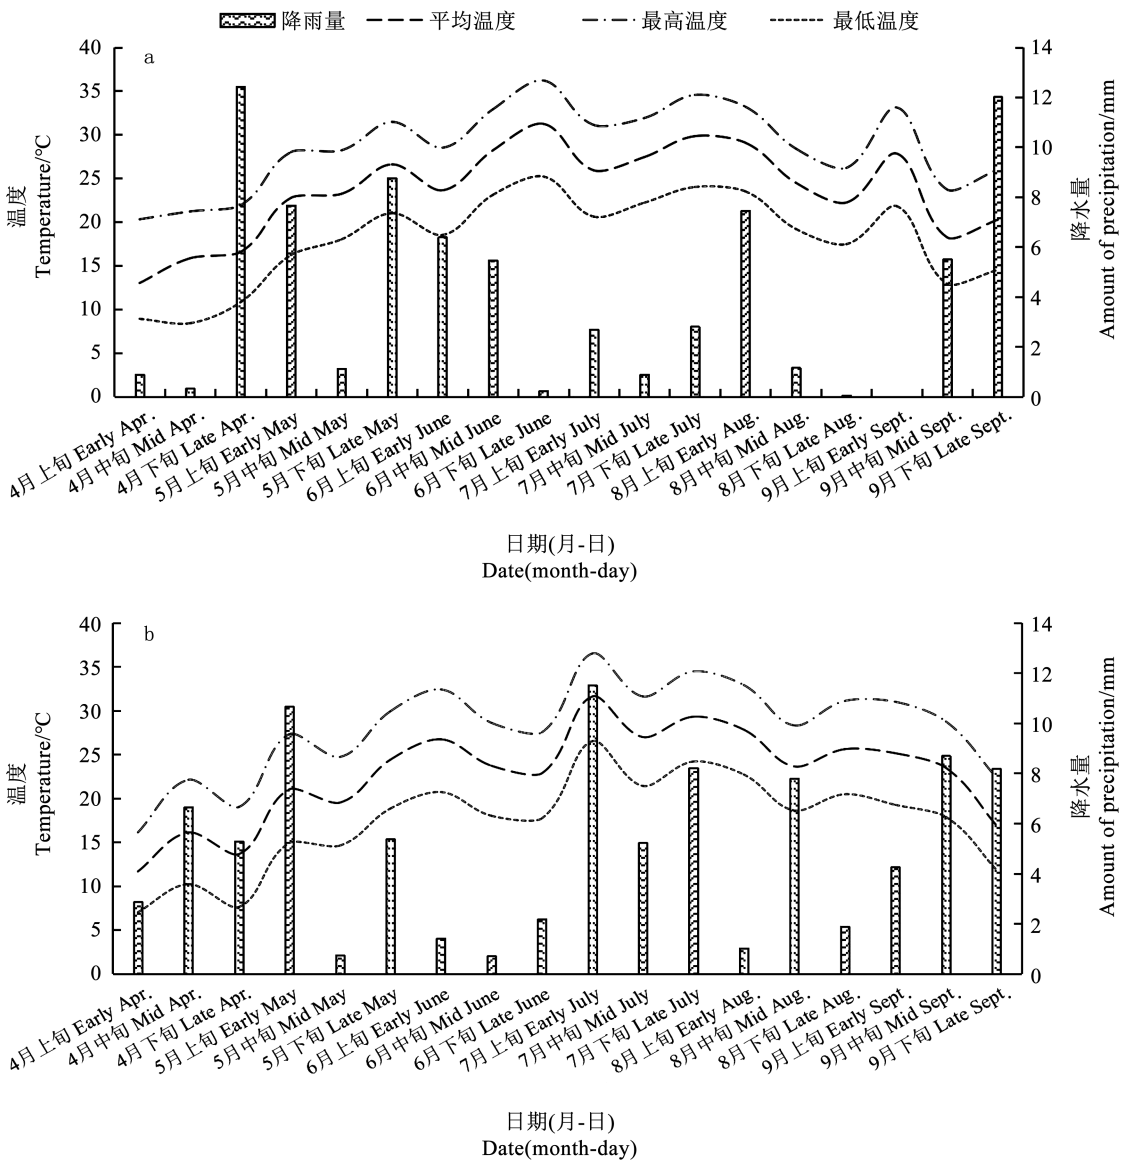 降雨量 平均温度 最高温度 最低温度
a
温度
Temperature/°C
40
35
30
25
20
15
10
5
0
14
12
10
8
6
4
2
0
降水量
Amount of precipitation/mm
4月上旬 Early Apr.
4月中旬 Mid Apr.
4月下旬 Late Apr.
5月上旬 Early May
5月中旬 Mid May
5月下旬 Late May
6月上旬 Early June
6月中旬 Mid June
6月下旬 Late June
7月上旬 Early July
7月中旬 Mid July
7月下旬 Late July
8月上旬 Early Aug.
8月中旬 Mid Aug.
8月下旬 Late Aug.
9月上旬 Early Sept.
9月中旬 Mid Sept.
9月下旬 Late Sept.
日期(月-日)
Date(month-day)
b
温度
Temperature/°C
40
35
30
25
20
15
10
5
0
14
12
10
8
6
4
2
0
降水量
Amount of precipitation/mm
4月上旬 Early Apr.
4月中旬 Mid Apr.
4月下旬 Late Apr.
5月上旬 Early May
5月中旬 Mid May
5月下旬 Late May
6月上旬 Early June
6月中旬 Mid June
6月下旬 Late June
7月上旬 Early July
7月中旬 Mid July
7月下旬 Late July
8月上旬 Early Aug.
8月中旬 Mid Aug.
8月下旬 Late Aug.
9月上旬 Early Sept.
9月中旬 Mid Sept.
9月下旬 Late Sept.
日期(月-日)
Date(month-day)